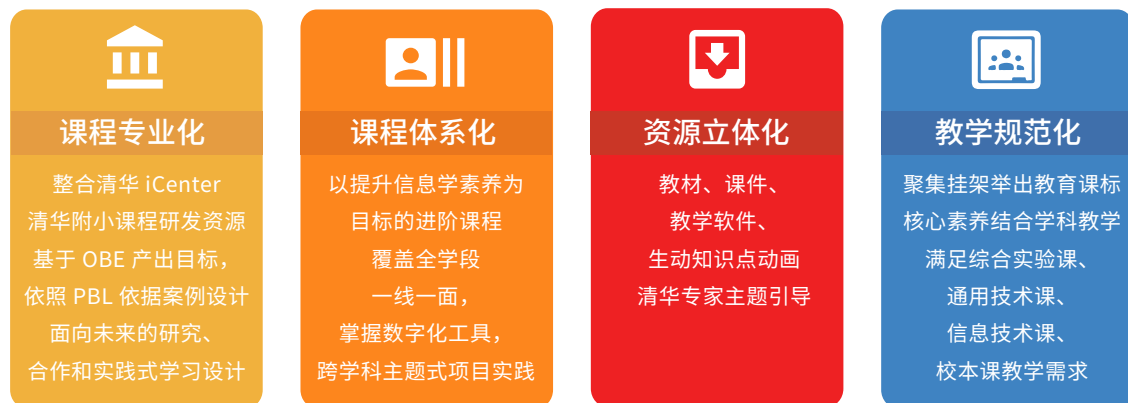 课程专业化
整合清华 iCenter
清华附小课程研发资源
基于 OBE 产出目标，
依照 PBL 依据案例设计
面向未来的研究、
合作和实践式学习设计
课程体系化
以提升信息学素养为
目标的进阶课程
覆盖全学段
一线一面，
掌握数字化工具，
跨学科主题式项目实践
资源立体化
教材、课件、
教学软件、
生动知识点动画
清华专家主题引导
教学规范化
聚集挂架举出教育课标
核心素养结合学科教学
满足综合实验课、
通用技术课、
信息技术课、
校本课教学需求